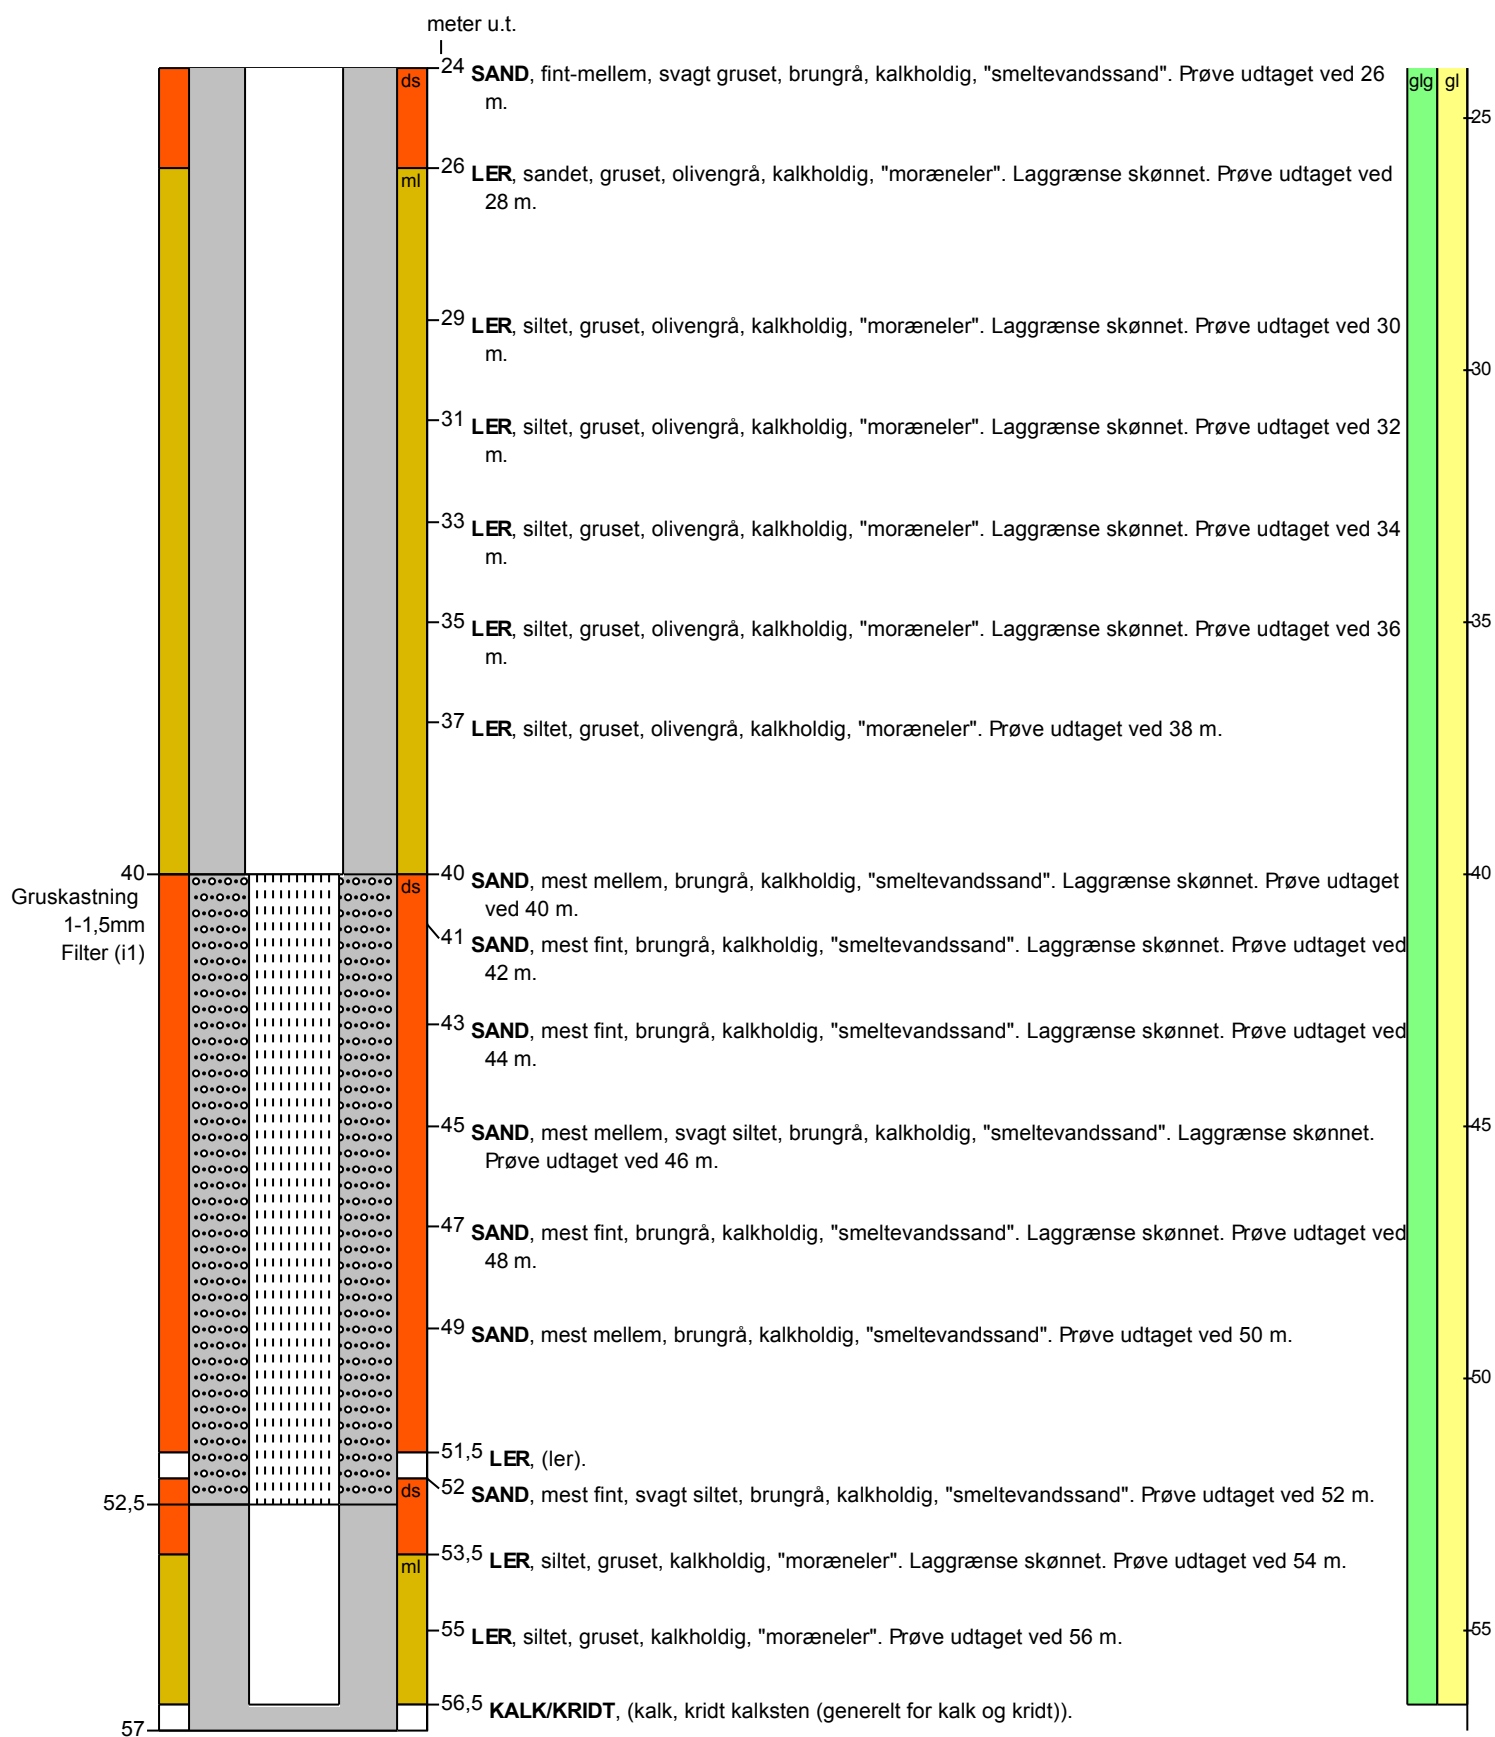 meter u.t.
24 SAND, fint-mellem, svagt gruset, brungrå, kalkholdig, "smeltevandssand". Prøve udtaget ved 26
m.
ds
glg gl
25
26 LER, sandet, gruset, olivengrå, kalkholdig, "moræneler". Laggrænse skønnet. Prøve udtaget ved
28 m.
ml
29 LER, siltet, gruset, olivengrå, kalkholdig, "moræneler". Laggrænse skønnet. Prøve udtaget ved 30
m.
30
31 LER, siltet, gruset, olivengrå, kalkholdig, "moræneler". Laggrænse skønnet. Prøve udtaget ved 32
m.
33 LER, siltet, gruset, olivengrå, kalkholdig, "moræneler". Laggrænse skønnet. Prøve udtaget ved 34
m.
35 LER, siltet, gruset, olivengrå, kalkholdig, "moræneler". Laggrænse skønnet. Prøve udtaget ved 36
m.
35
37 LER, siltet, gruset, olivengrå, kalkholdig, "moræneler". Prøve udtaget ved 38 m.
40
Gruskastning
1-1,5mm
Filter (i1)
ds
40 SAND, mest mellem, brungrå, kalkholdig, "smeltevandssand". Laggrænse skønnet. Prøve udtaget
ved 40 m.
40
41 SAND, mest fint, brungrå, kalkholdig, "smeltevandssand". Laggrænse skønnet. Prøve udtaget ved
42 m.
43 SAND, mest fint, brungrå, kalkholdig, "smeltevandssand". Laggrænse skønnet. Prøve udtaget ved
44 m.
45 SAND, mest mellem, svagt siltet, brungrå, kalkholdig, "smeltevandssand". Laggrænse skønnet.
Prøve udtaget ved 46 m.
45
47 SAND, mest fint, brungrå, kalkholdig, "smeltevandssand". Laggrænse skønnet. Prøve udtaget ved
48 m.
49 SAND, mest mellem, brungrå, kalkholdig, "smeltevandssand". Prøve udtaget ved 50 m.
50
51,5 LER, (ler).
52 SAND, mest fint, svagt siltet, brungrå, kalkholdig, "smeltevandssand". Prøve udtaget ved 52 m.
ds
52,5
53,5 LER, siltet, gruset, kalkholdig, "moræneler". Laggrænse skønnet. Prøve udtaget ved 54 m.
ml
55 LER, siltet, gruset, kalkholdig, "moræneler". Prøve udtaget ved 56 m.
55
56,5 KALK/KRIDT, (kalk, kridt kalksten (generelt for kalk og kridt)).
57